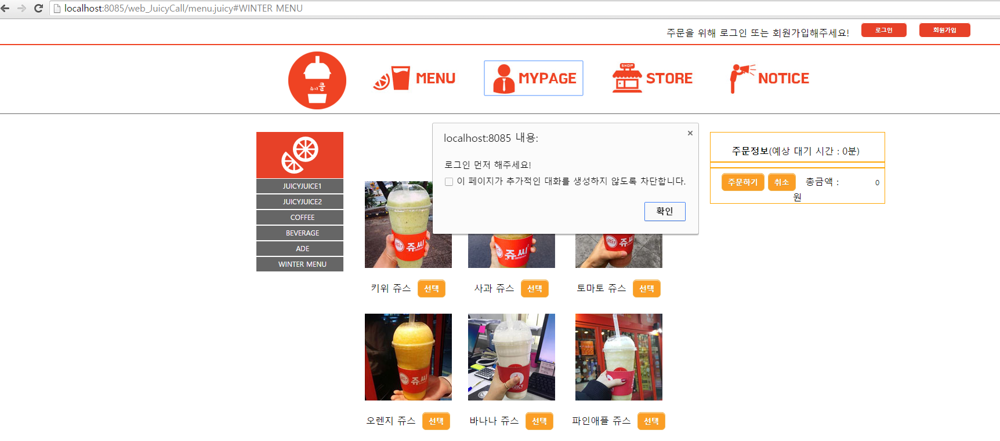 localhost:8085/web_JuicyCall/menu.juicy#WINTER MENU
주문을 위해 로그인 또는 회원가입해주세요! 로그인 회원가입
쥬시콜 MENU MYPAGE SHOP STORE NOTICE
JUICYJUICE1
JUICYJUICE2
COFFEE
BEVERAGE
ADE
WINTER MENU
localhost:8085 내용:
로그인 먼저 해주세요!
이 페이지가 추가적인 대화를 생성하지 않도록 차단합니다.
확인
주문정보(예상 대기 시간 : 0분)
주문하기 취소 총금액 : 0
원
쥬씨 쥬씨
키위 쥬스 선택 사과 쥬스 선택 토마토 쥬스 선택
쥬씨 JUICY
오렌지 쥬스 선택 바나나 쥬스 선택 파인애플 쥬스 선택